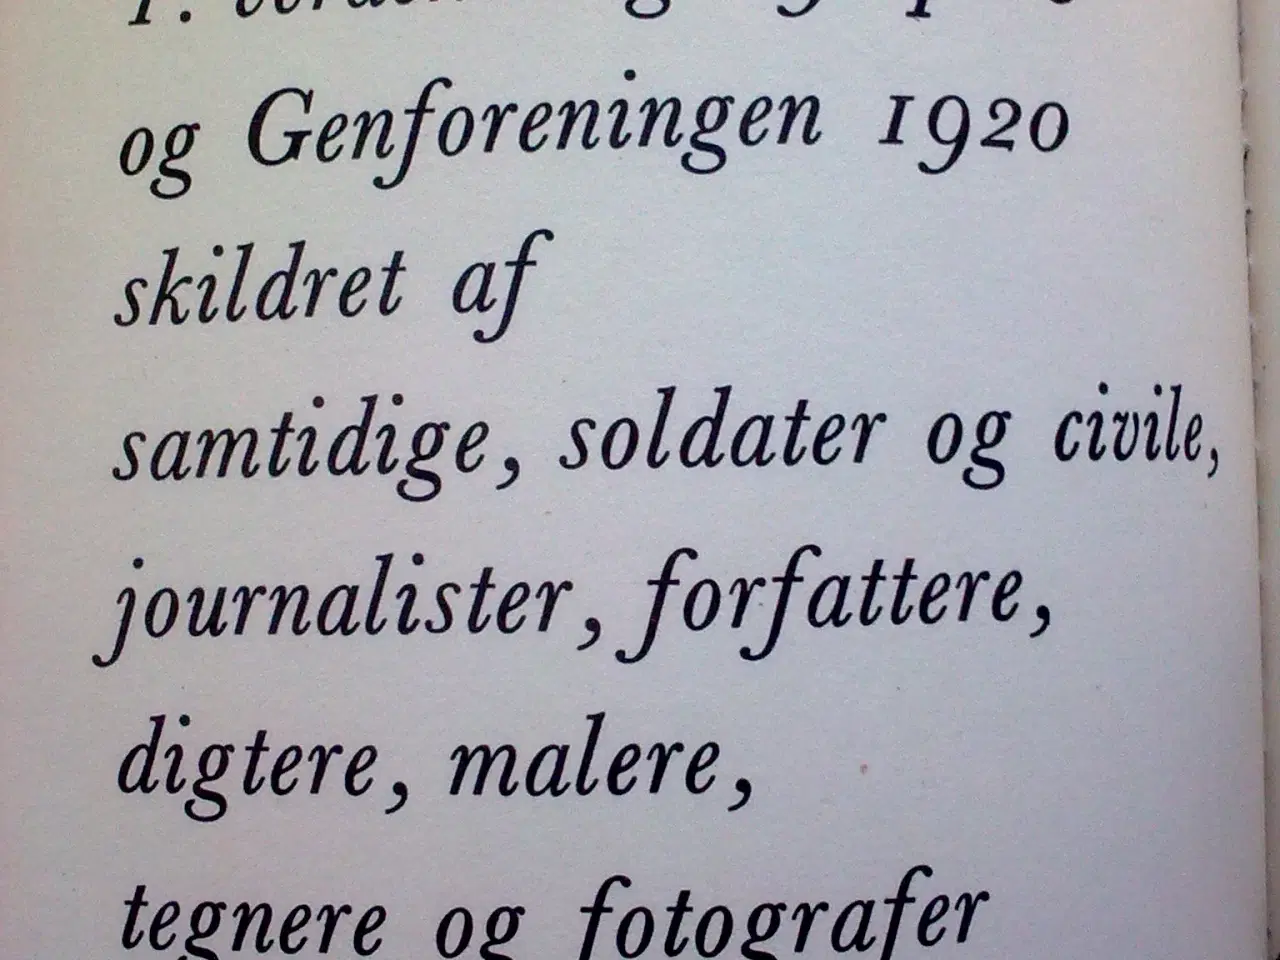 og Genforeningen 1920
skildret af
samtidige, soldater og civile,
journalister, forfattere,
digtere, malere,
tegnere og fotografer